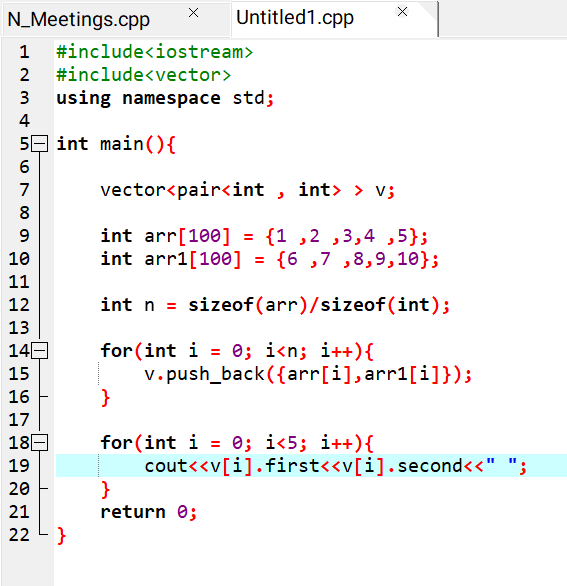 N_Meetings.cpp × Untitled1.cpp ×
1 #include<iostream>
2 #include<vector>
3 using namespace std;
4
5 int main(){
6
7     vector<pair<int , int> > v;
8
9     int arr[100] = {1 ,2 ,3,4 ,5};
10     int arr1[100] = {6 ,7 ,8,9,10};
11
12     int n = sizeof(arr)/sizeof(int);
13
14     for(int i = 0; i<n; i++){
15         v.push_back({arr[i],arr1[i]});
16     }
17
18     for(int i = 0; i<5; i++){
19         cout<<v[i].first<<v[i].second<<" ";
20     }
21     return 0;
22 }